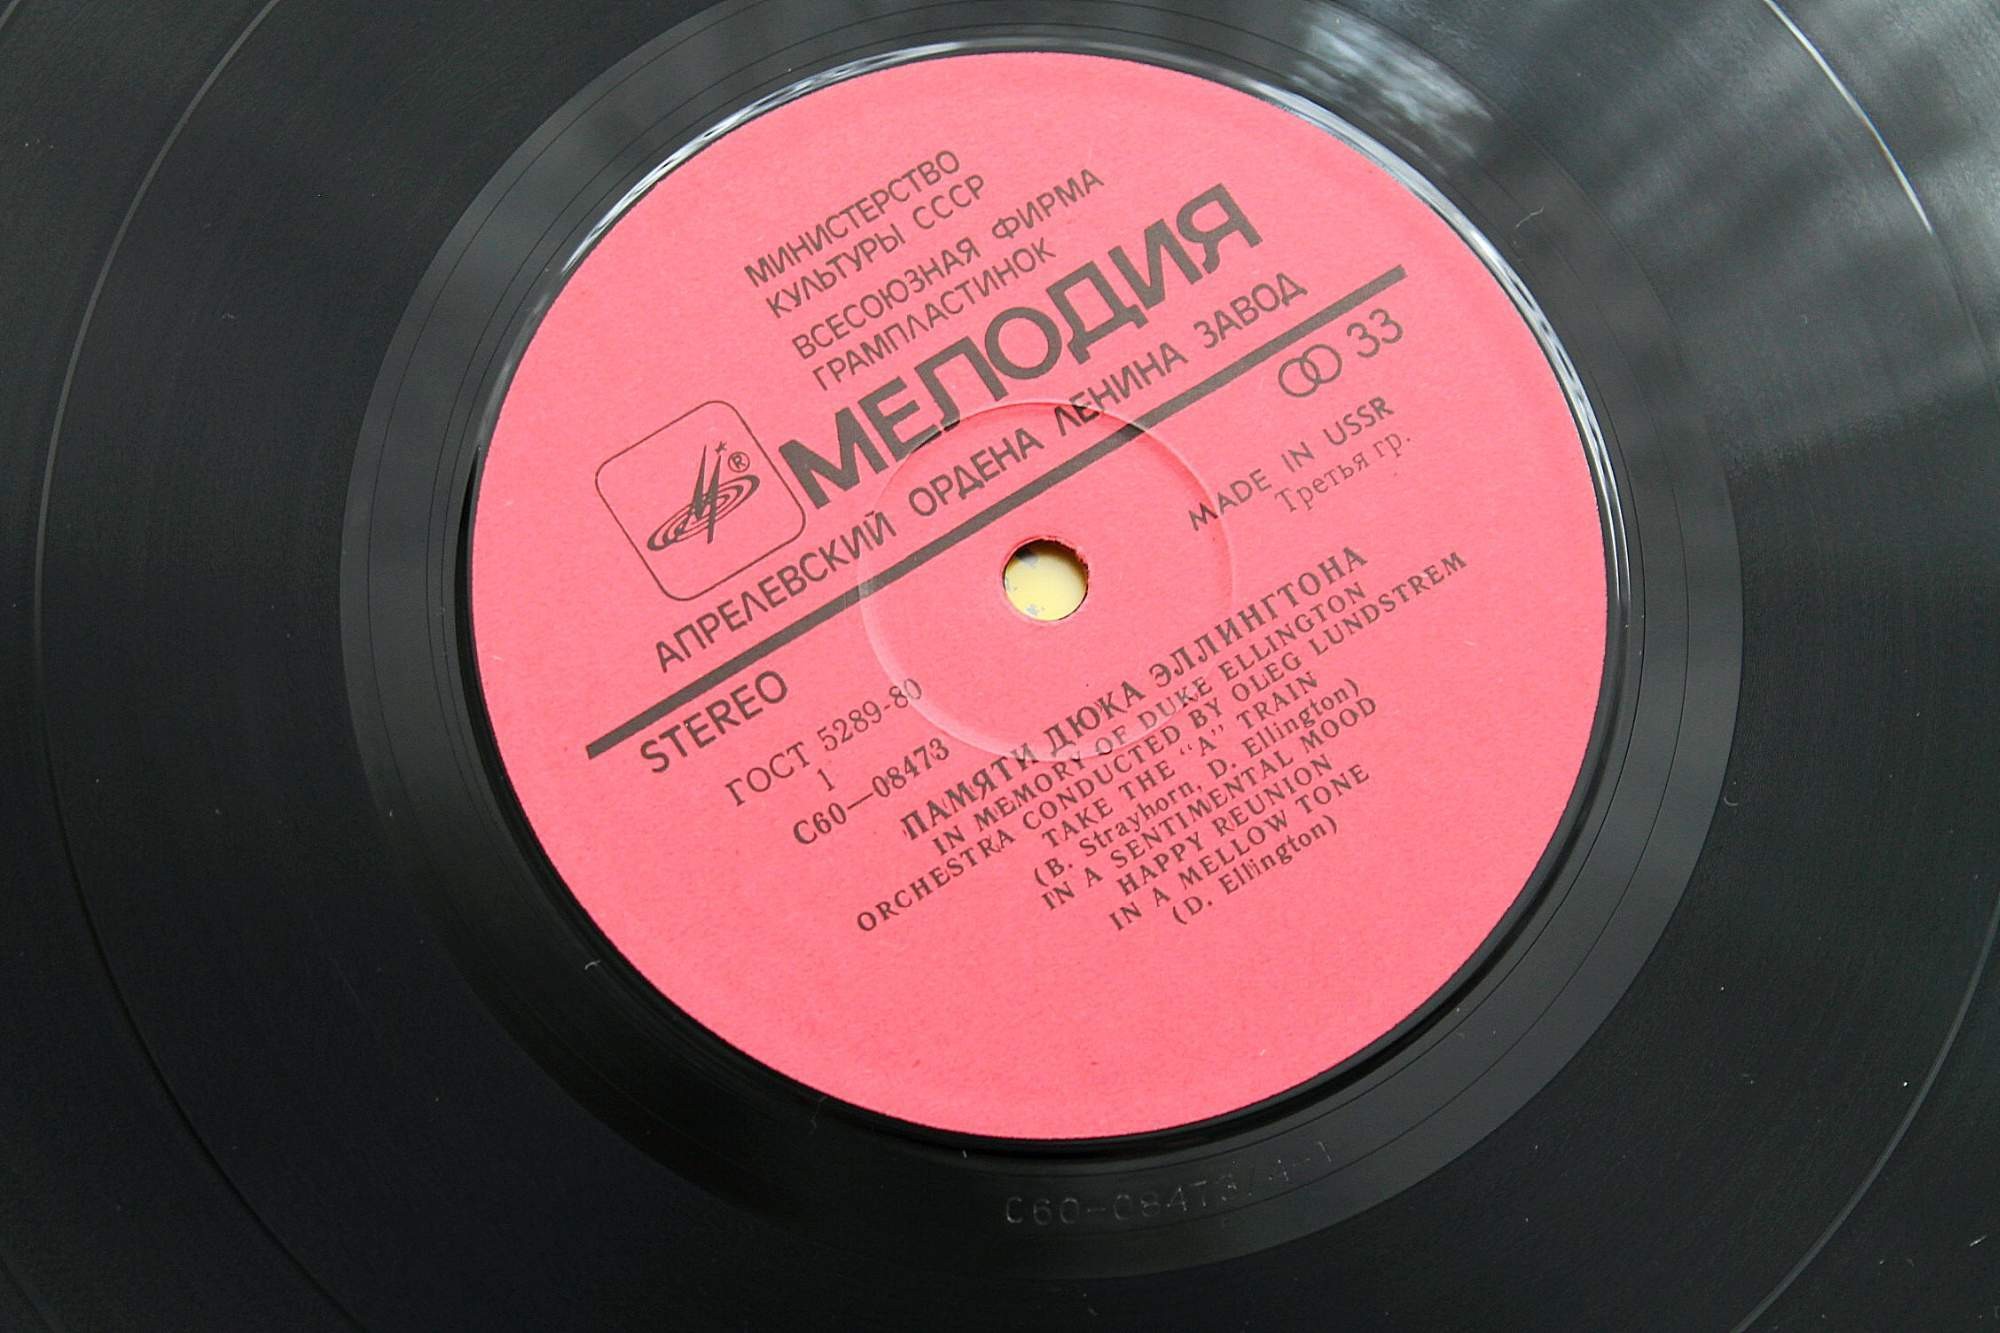 МИНИСТЕРСТВО
КУЛЬТУРЫ СССР
ВСЕСОЮЗНАЯ ФИРМА
ГРАМПЛАСТИНОК
МЕЛОДИЯ
®
АПРЕЛЕВСКИЙ ОРДЕНА ЛЕНИНА ЗАВОД
STEREO
33
ГОСТ 5289-80
1
С60—08473
MADE IN USSR
Третья гр.
ПАМЯТИ ДЮКА ЭЛЛИНГТОНА
IN MEMORY OF DUKE ELLINGTON
ORCHESTRA CONDUCTED BY OLEG LUNDSTREM
TAKE THE “A” TRAIN
(B. Strayhorn, D. Ellington)
IN A SENTIMENTAL MOOD
HAPPY REUNION
IN A MELLOW TONE
(D. Ellington)